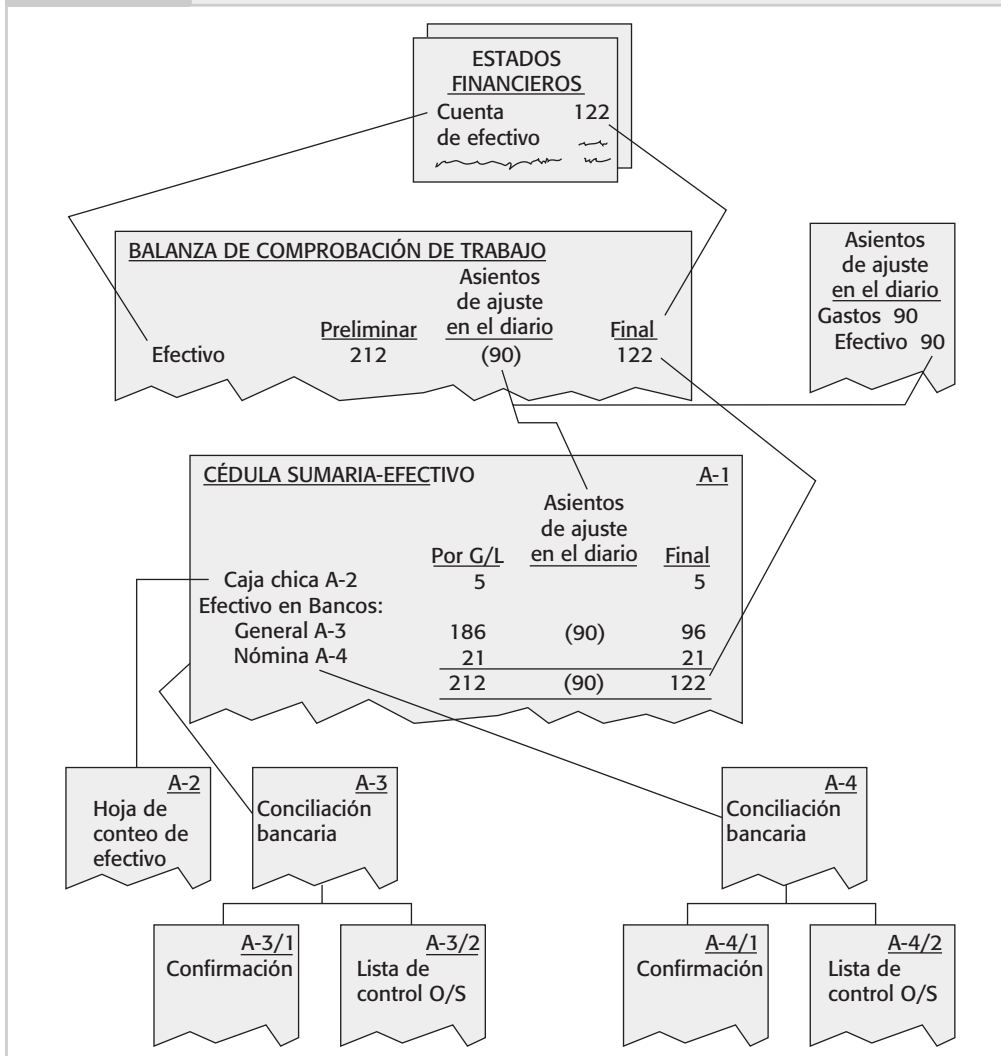 ESTADOS
FINANCIEROS
Cuenta 122
de efectivo
BALANZA DE COMPROBACIÓN DE TRABAJO
Asientos
de ajuste
Preliminar en el diario Final
Efectivo 212 (90) 122
Asientos
de ajuste
en el diario
Gastos 90
Efectivo 90
CÉDULA SUMARIA-EFECTIVO A-1
Asientos
de ajuste
Por G/L en el diario Final
Caja chica A-2 5 5
Efectivo en Bancos:
General A-3 186 (90) 96
Nómina A-4 21 21
212 (90) 122
A-2
Hoja de
conteo de
efectivo
A-3
Conciliación
bancaria
A-4
Conciliación
bancaria
A-3/1
Confirmación
A-3/2
Lista de
control O/S
A-4/1
Confirmación
A-4/2
Lista de
control O/S